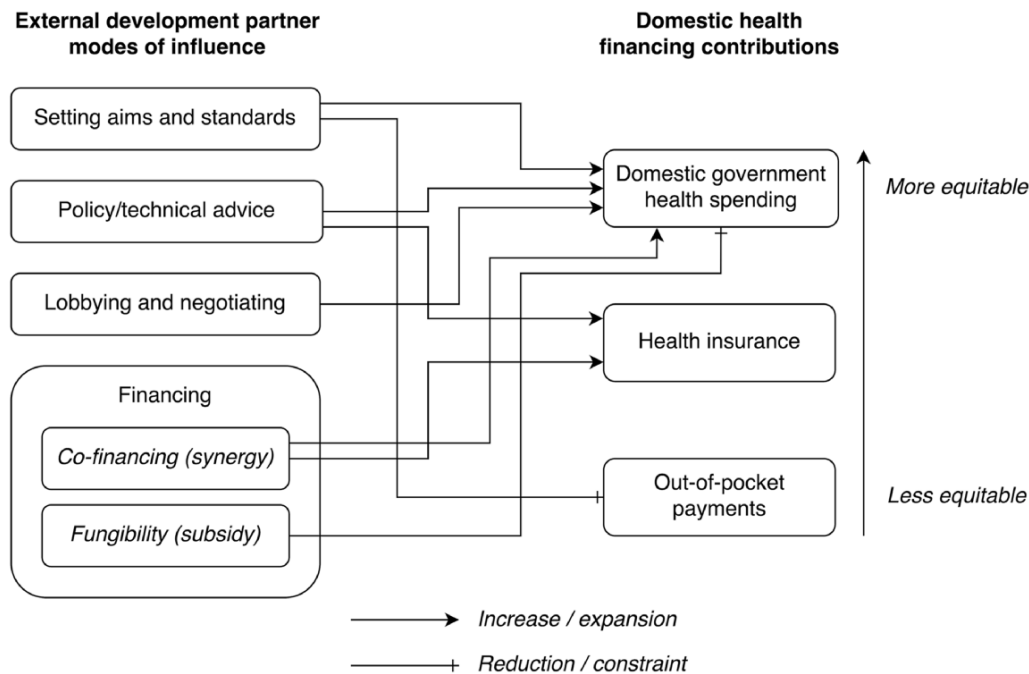 External development partner
modes of influence
Domestic health
financing contributions
Setting aims and standards
Policy/technical advice
Lobbying and negotiating
Financing
Co-financing (synergy)
Fungibility (subsidy)
Domestic government
health spending
Health insurance
Out-of-pocket
payments
More equitable
Less equitable
Increase / expansion
Reduction / constraint